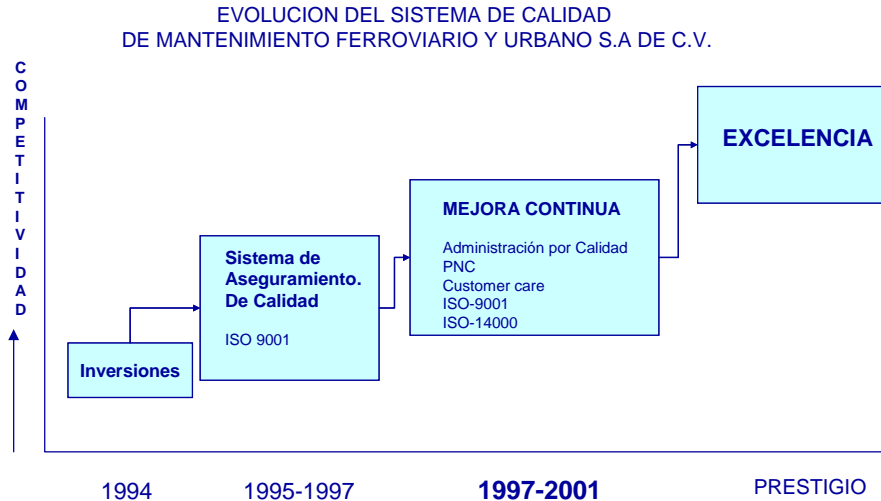 EVOLUCION DEL SISTEMA DE CALIDAD
DE MANTENIMIENTO FERROVIARIO Y URBANO S.A DE C.V.
COMPETITIVIDAD
EXCELENCIA
MEJORA CONTINUA
Administración por Calidad
PNC
Customer care
ISO-9001
ISO-14000
Sistema de
Aseguramiento.
De Calidad
ISO 9001
Inversiones
1994
1995-1997
1997-2001
PRESTIGIO